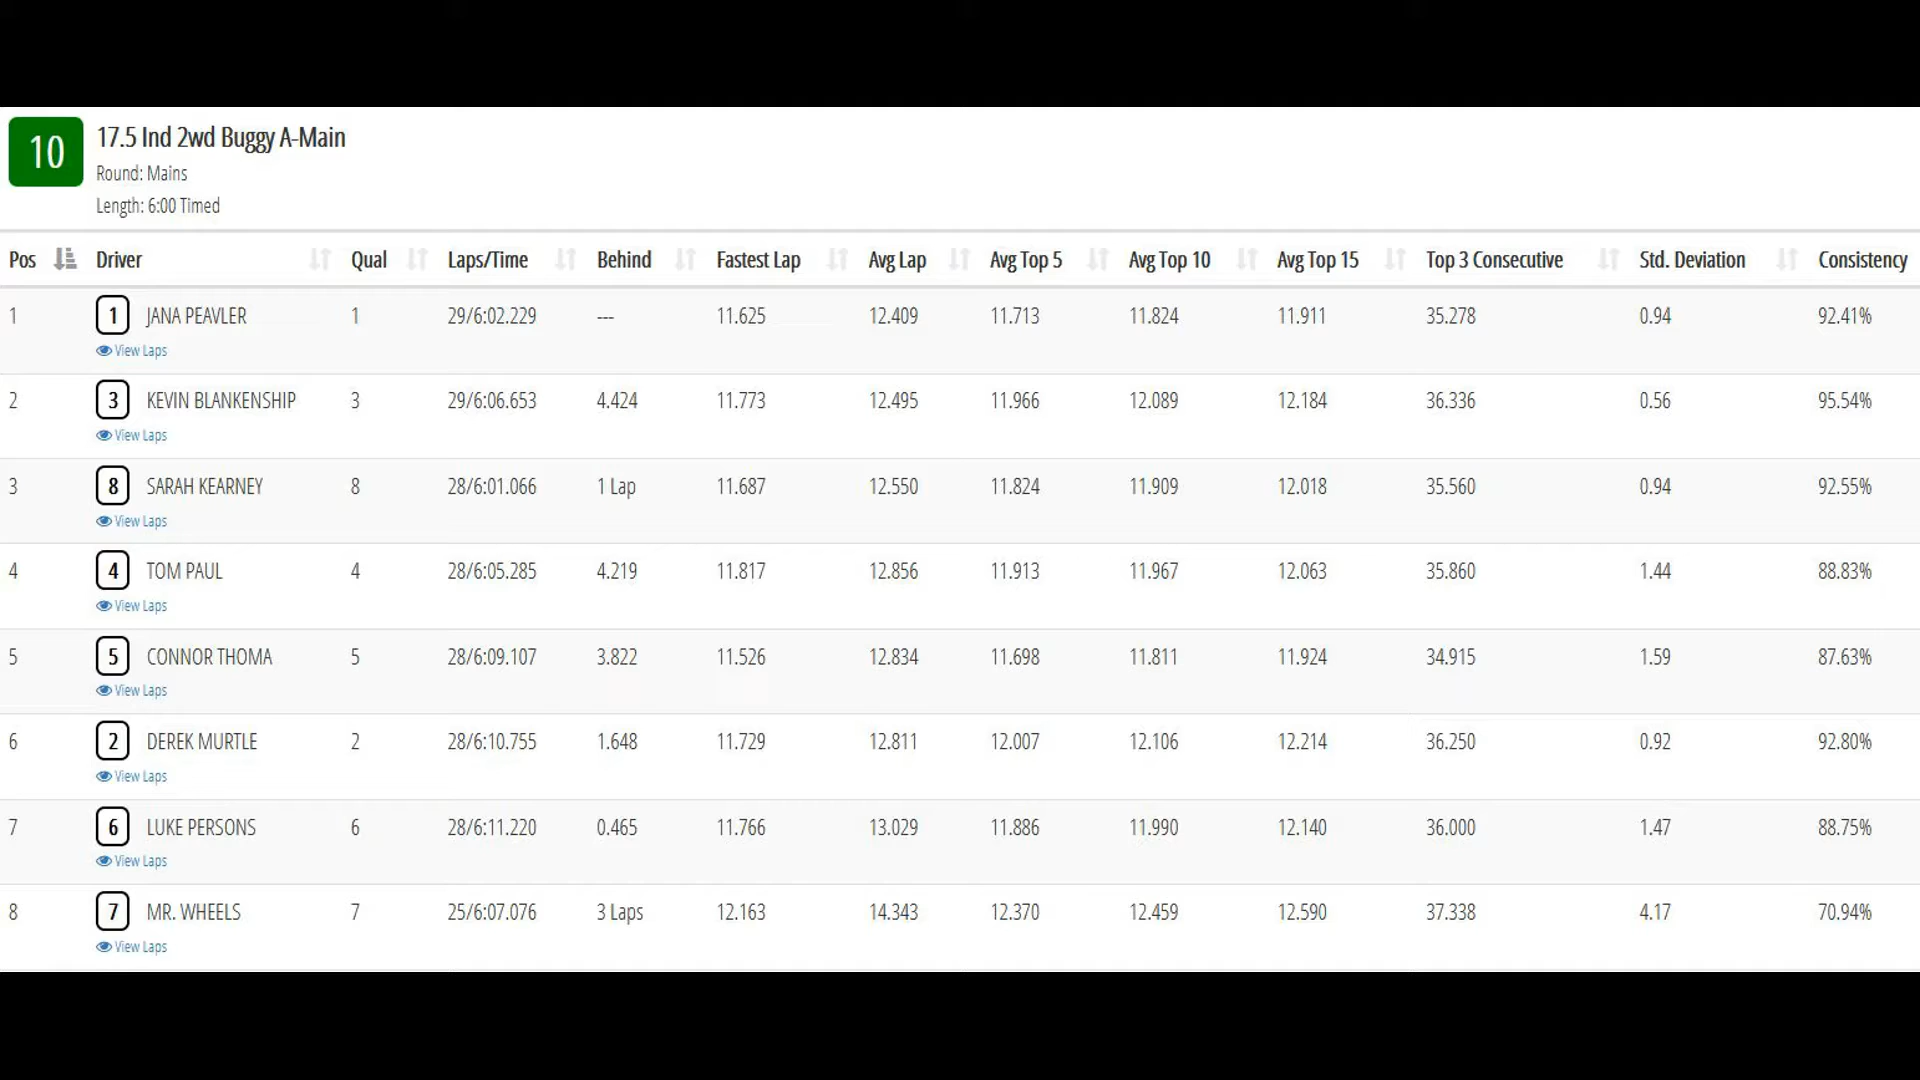 10
17.5 Ind 2wd Buggy A-Main
Round: Mains
Length: 6:00 Timed
Pos Driver Qual Laps/Time Behind Fastest Lap Avg Lap Avg Top 5 Avg Top 10 Avg Top 15 Top 3 Consecutive Std. Deviation Consistency
1 1 JANA PEAVLER 1 29/6:02.229 --- 11.625 12.409 11.713 11.824 11.911 35.278 0.94 92.41%
View Laps
2 3 KEVIN BLANKENSHIP 3 29/6:06.653 4.424 11.773 12.495 11.966 12.089 12.184 36.336 0.56 95.54%
View Laps
3 8 SARAH KEARNEY 8 28/6:01.066 1 Lap 11.687 12.550 11.824 11.909 12.018 35.560 0.94 92.55%
View Laps
4 4 TOM PAUL 4 28/6:05.285 4.219 11.817 12.856 11.913 11.967 12.063 35.860 1.44 88.83%
View Laps
5 5 CONNOR THOMA 5 28/6:09.107 3.822 11.526 12.834 11.698 11.811 11.924 34.915 1.59 87.63%
View Laps
6 2 DEREK MURTLE 2 28/6:10.755 1.648 11.729 12.811 12.007 12.106 12.214 36.250 0.92 92.80%
View Laps
7 6 LUKE PERSONS 6 28/6:11.220 0.465 11.766 13.029 11.886 11.990 12.140 36.000 1.47 88.75%
View Laps
8 7 MR. WHEELS 7 25/6:07.076 3 Laps 12.163 14.343 12.370 12.459 12.590 37.338 4.17 70.94%
View Laps